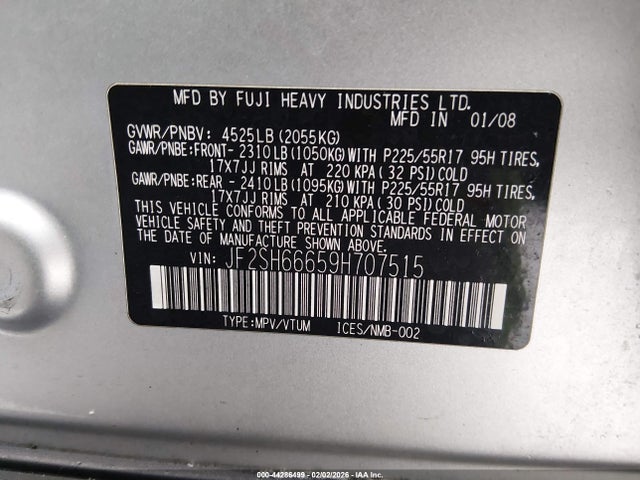 MFD BY FUJI HEAVY INDUSTRIES LTD.
MFD IN 01/08
GVWR/PNBV: 4525LB (2055KG)
GAWR/PNBE:FRONT- 2310LB(1050KG)WITH P225/55R17 95H TIRES,
17X7JJ RIMS AT 220 KPA (32 PSI)COLD
GAWR/PNBE:REAR - 2410LB(1095KG)WITH P225/55R17 95H TIRES,
17X7JJ RIMS AT 210 KPA (30 PSI)COLD
THIS VEHICLE CONFORMS TO ALL APPLICABLE FEDERAL MOTOR
VEHICLE SAFETY AND THEFT PREVENTION STANDARDS IN
EFFECT ON THE DATE OF MANUFACTURE SHOWN ABOVE.
VIN: JF2SH66659H707515
TYPE:MPV/VTUM ICES/NMB-002
000-44286499 - 02/02/2026 - IAA Inc.